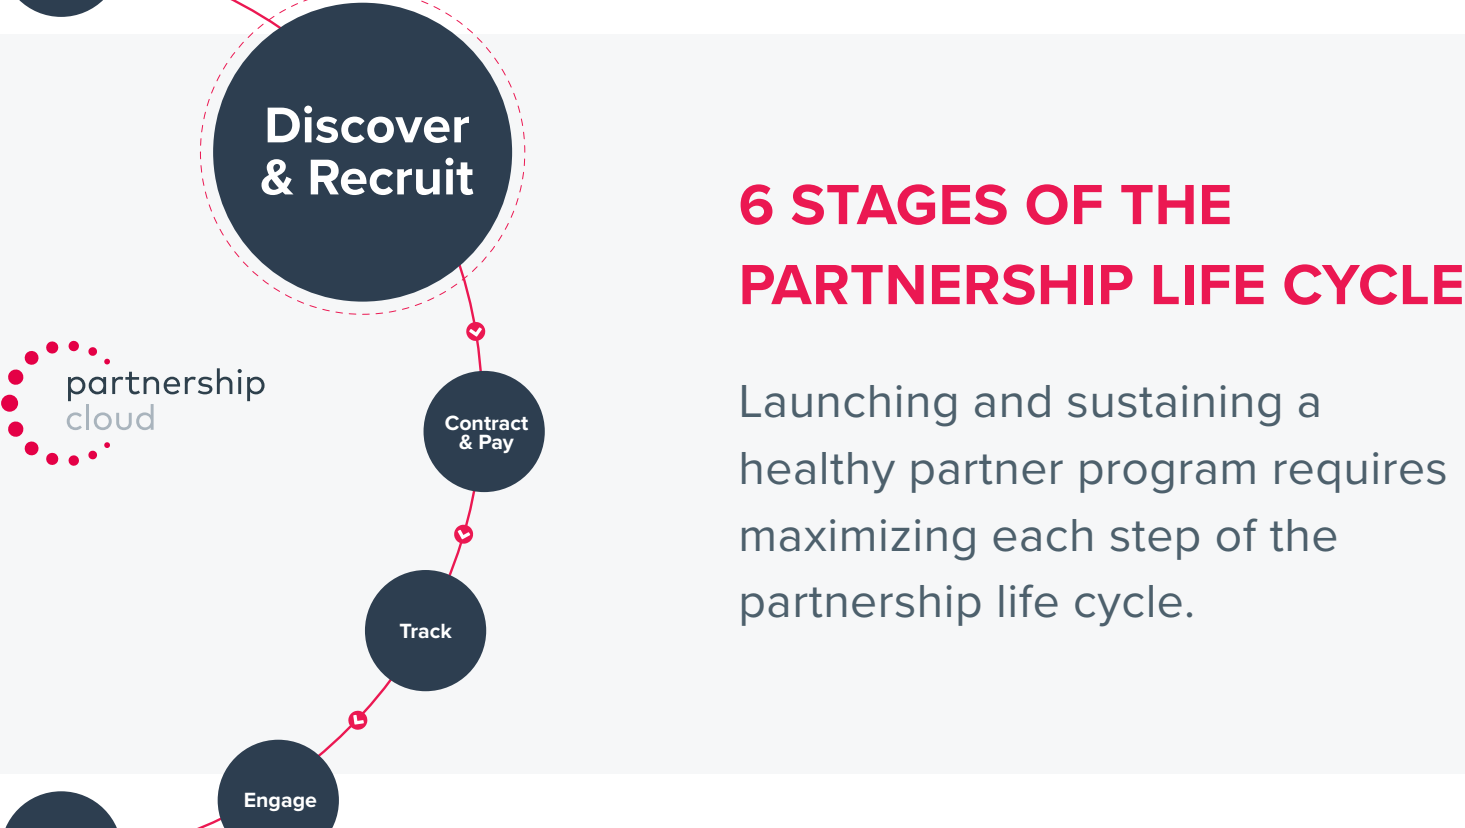 Discover
& Recruit
6 STAGES OF THE
PARTNERSHIP LIFE CYCLE
partnership
cloud
Contract
& Pay
Launching and sustaining a
healthy partner program requires
maximizing each step of the
partnership life cycle.
Track
Engage